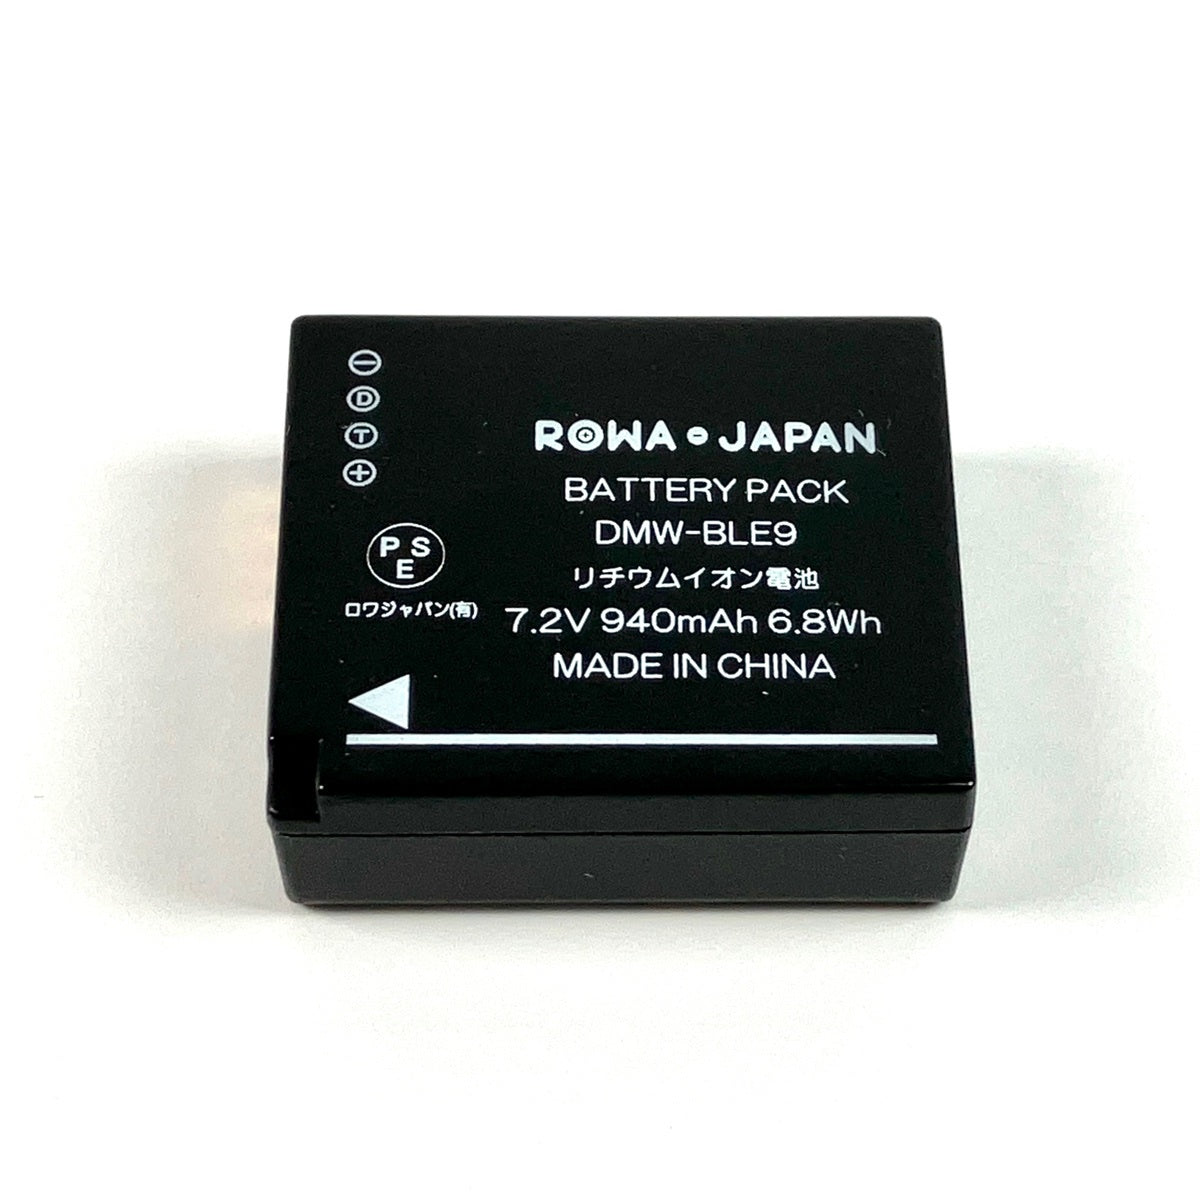 ⊖
D
T
⊕
PSE
ロワジャパン(有)
ROWA JAPAN
BATTERY PACK
DMW-BLE9
リチウムイオン電池
7.2V 940mAh 6.8Wh
MADE IN CHINA